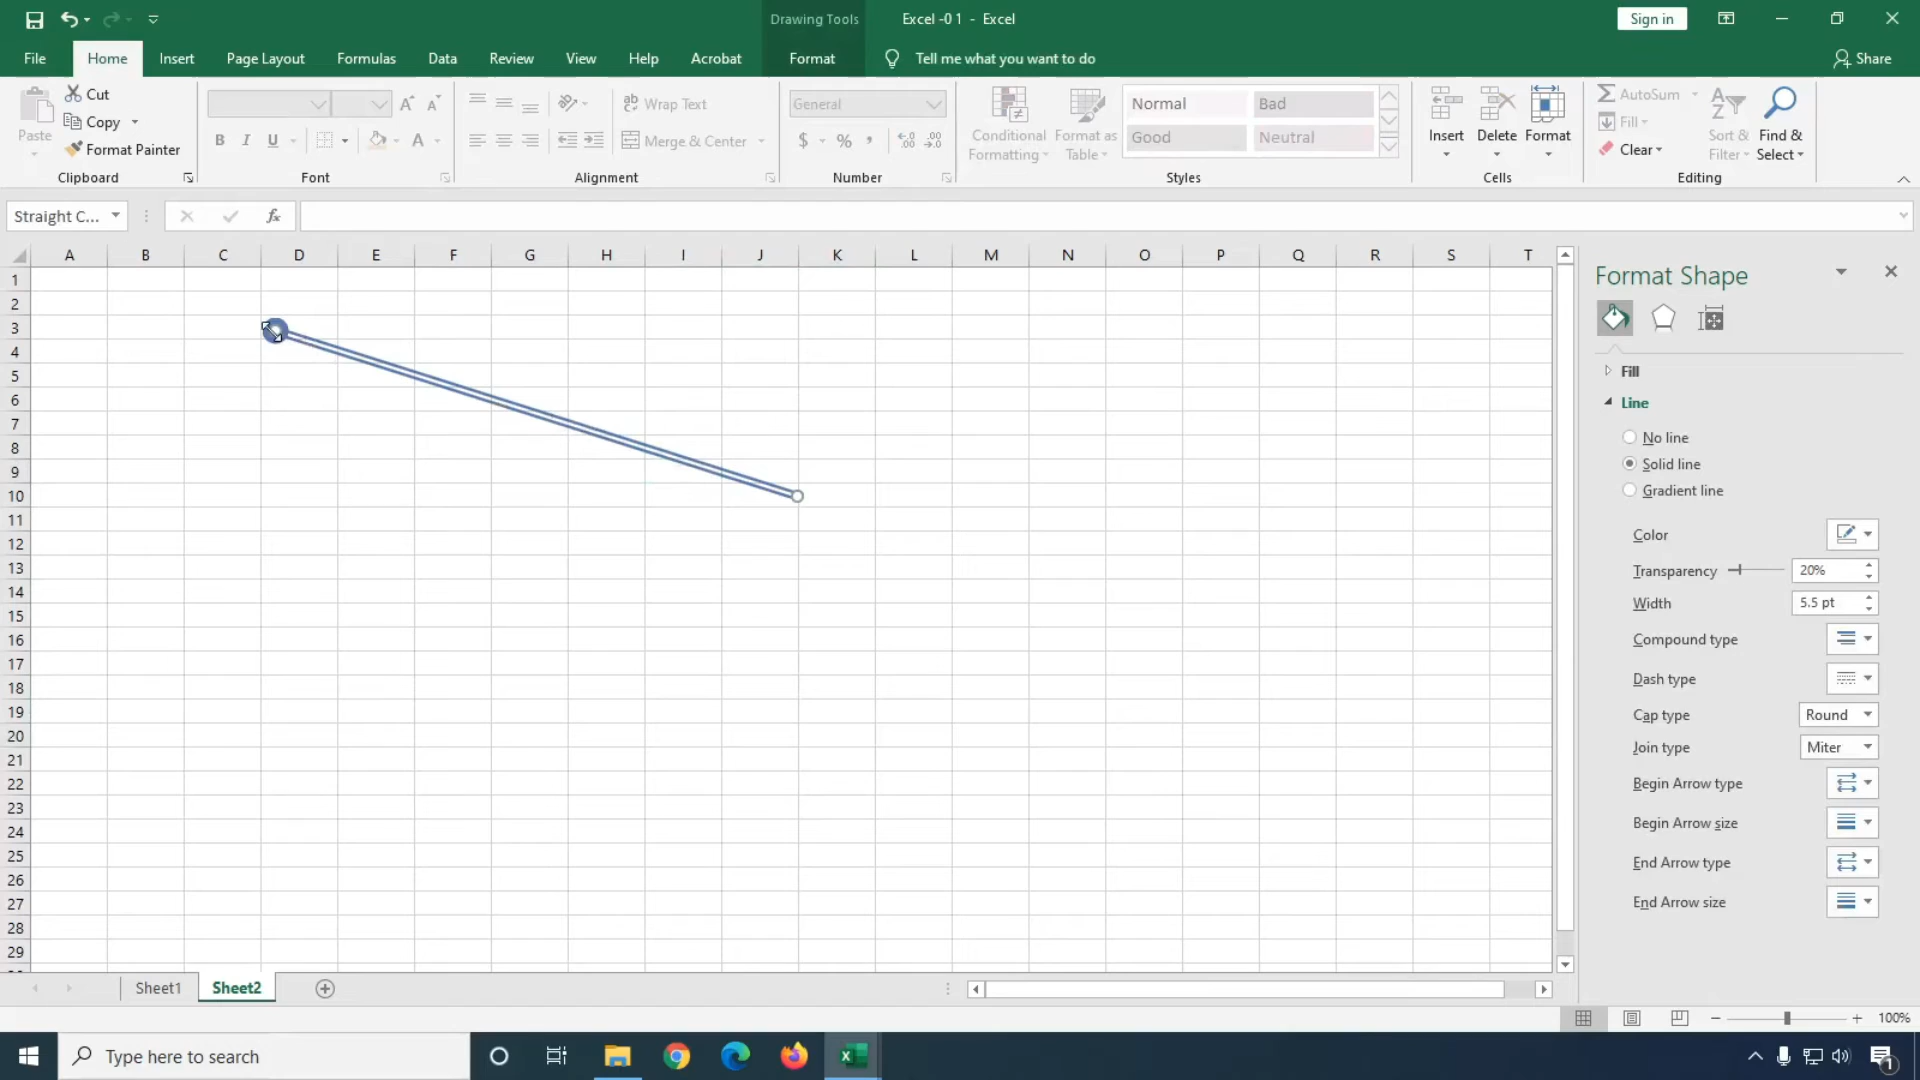 Drawing Tools
Excel -0 1 - Excel
Sign in
File
Home
Insert
Page Layout
Formulas
Data
Review
View
Help
Acrobat
Format
Tell me what you want to do
Share
Paste
Cut
Copy
Format Painter
Clipboard
B I U
Font
Wrap Text
Merge & Center
Alignment
General
$ % ,
Number
Conditional Formatting
Format as Table
Normal
Bad
Good
Neutral
Styles
Insert
Delete
Format
Cells
AutoSum
Fill
Clear
Sort & Filter
Find & Select
Editing
Straight C...
fx
A B C D E F G H I J K L M N O P Q R S T
1
2
3
4
5
6
7
8
9
10
11
12
13
14
15
16
17
18
19
20
21
22
23
24
25
26
27
28
29
Format Shape
Fill
Line
No line
Solid line
Gradient line
Color
Transparency 20%
Width 5.5 pt
Compound type
Dash type
Cap type Round
Join type Miter
Begin Arrow type
Begin Arrow size
End Arrow type
End Arrow size
Sheet1
Sheet2
100%
Type here to search
1